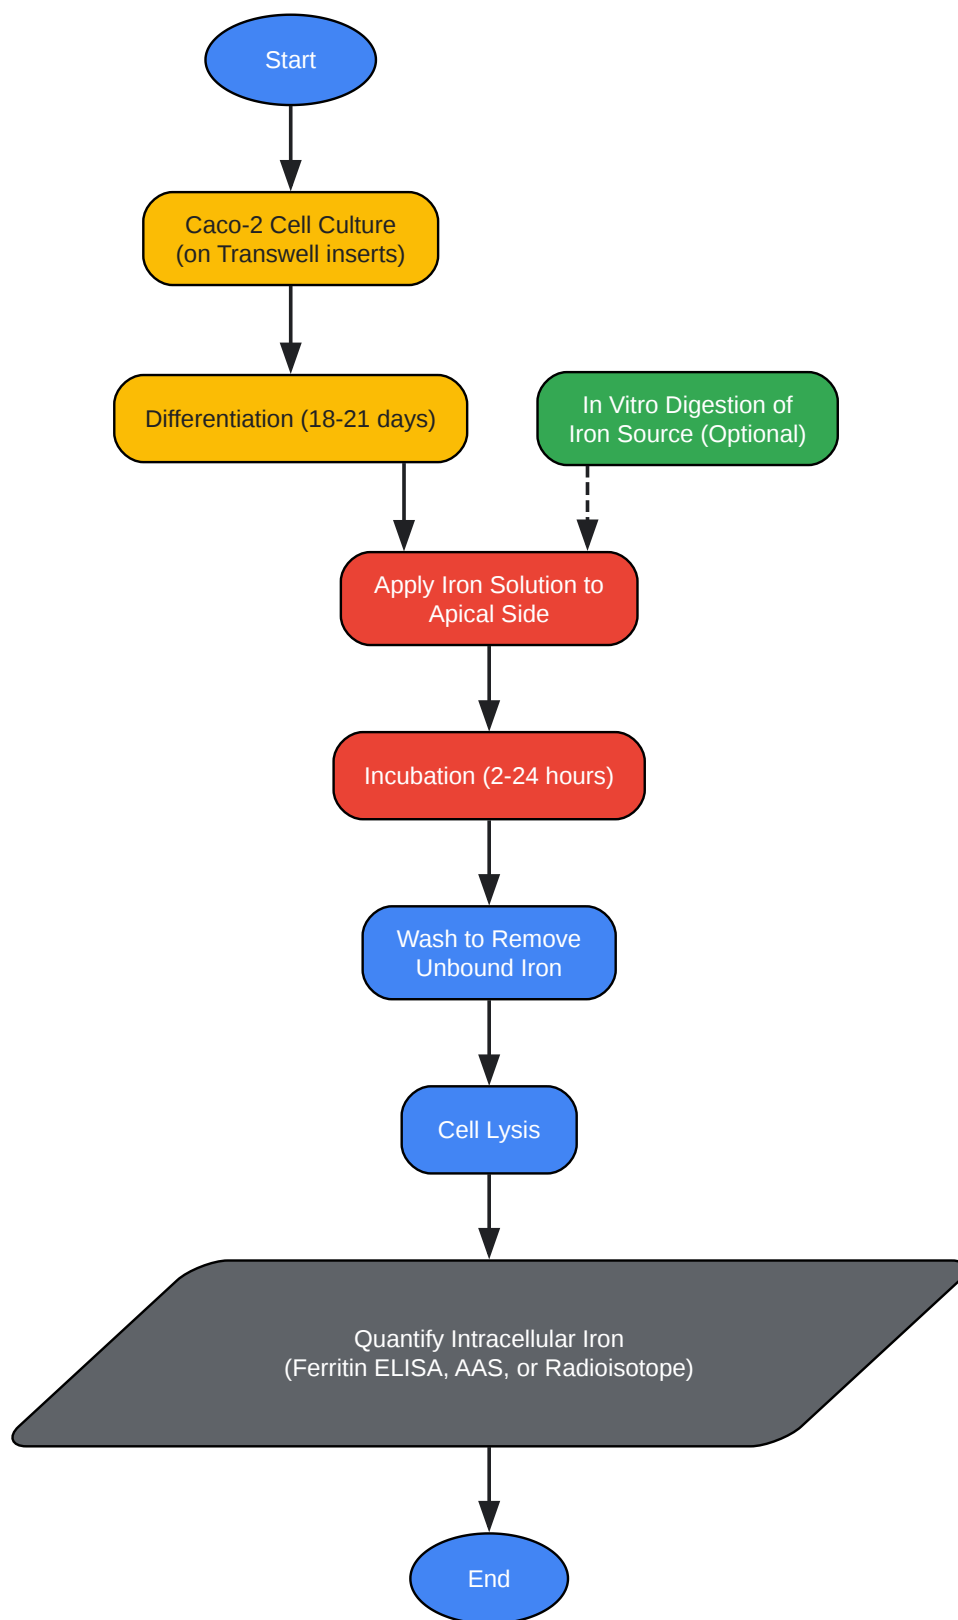 Start
Caco-2 Cell Culture
(on Transwell inserts)
Differentiation (18-21 days)
In Vitro Digestion of
Iron Source (Optional)
Apply Iron Solution to
Apical Side
Incubation (2-24 hours)
Wash to Remove
Unbound Iron
Cell Lysis
Quantify Intracellular Iron
(Ferritin ELISA, AAS, or Radioisotope)
End